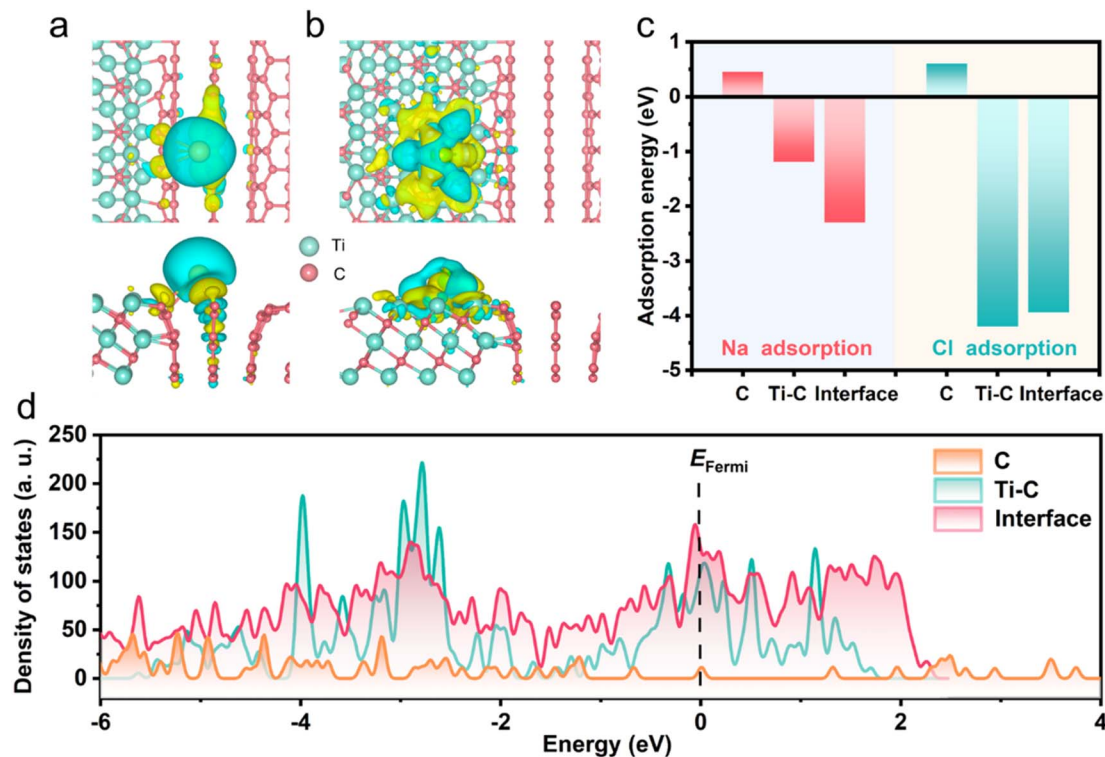 a
b
Ti
C
c
Adsorption energy (eV)
1
0
-1
-2
-3
-4
-5
Na adsorption
Cl adsorption
C Ti-C Interface
C Ti-C Interface
d
Density of states (a. u.)
250
200
150
100
50
0
E_Fermi
C
Ti-C
Interface
-6 -4 -2 0 2 4
Energy (eV)